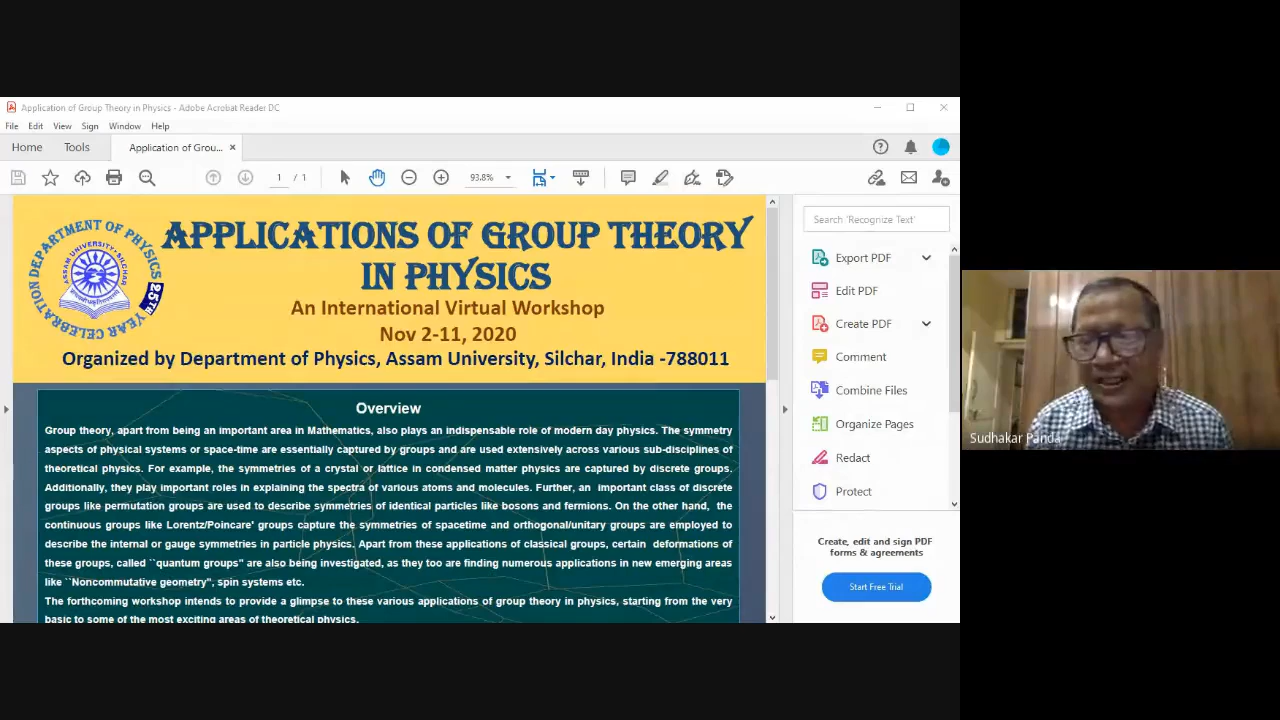 Application of Group Theory in Physics - Adobe Acrobat Reader DC
File Edit View Sign Window Help
Home Tools Application of Grou... ×
1 / 1 93.8%
DEPARTMENT OF PHYSICS
25TH YEAR CELEBRATION
ASSAM UNIVERSITY, SILCHAR
APPLICATIONS OF GROUP THEORY
IN PHYSICS
An International Virtual Workshop
Nov 2-11, 2020
Organized by Department of Physics, Assam University, Silchar, India -788011
Overview
Group theory, apart from being an important area in Mathematics, also plays an indispensable role of modern day physics. The symmetry
aspects of physical systems or space-time are essentially captured by groups and are used extensively across various sub-disciplines of
theoretical physics. For example, the symmetries of a crystal or lattice in condensed matter physics are captured by discrete groups.
Additionally, they play important roles in explaining the spectra of various atoms and molecules. Further, an important class of discrete
groups like permutation groups are used to describe symmetries of identical particles like bosons and fermions. On the other hand, the
continuous groups like Lorentz/Poincare' groups capture the symmetries of spacetime and orthogonal/unitary groups are employed to
describe the internal or gauge symmetries in particle physics. Apart from these applications of classical groups, certain deformations of
these groups, called ``quantum groups" are also being investigated, as they too are finding numerous applications in new emerging areas
like ``Noncommutative geometry", spin systems etc.
The forthcoming workshop intends to provide a glimpse to these various applications of group theory in physics, starting from the very
basic to some of the most exciting areas of theoretical physics.
Search 'Recognize Text'
Export PDF
Edit PDF
Create PDF
Comment
Combine Files
Organize Pages
Redact
Protect
Create, edit and sign PDF
forms & agreements
Start Free Trial
Sudhakar Panda